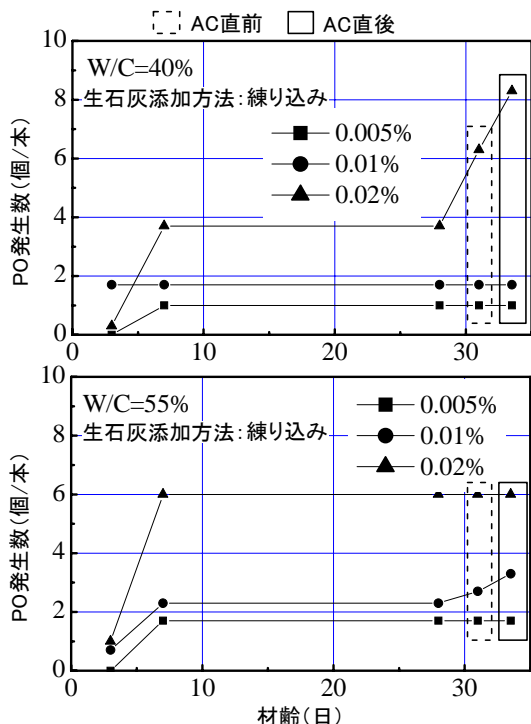 AC直前 AC直後
10
8
6
4
2
0
W/C=40%
生石灰添加方法:練り込み
0.005%
0.01%
0.02%
PO発生数(個/本)
0 10 20 30
10
8
6
4
2
0
W/C=55%
生石灰添加方法:練り込み
0.005%
0.01%
0.02%
PO発生数(個/本)
0 10 20 30
材齢(日)